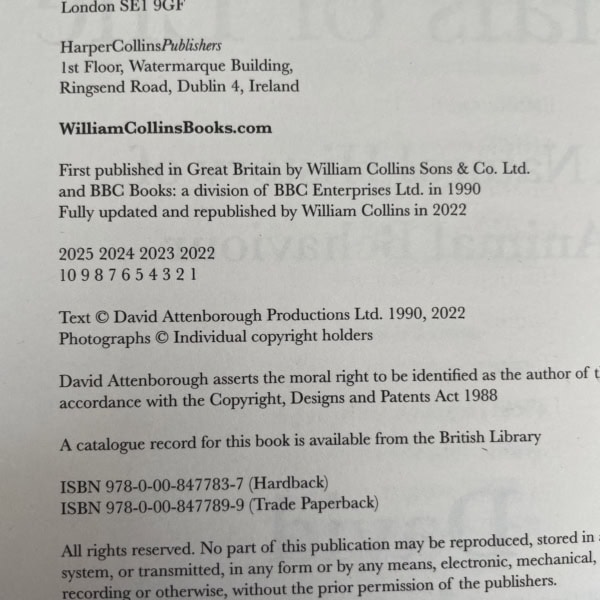 London SE1 9GF
HarperCollinsPublishers
1st Floor, Watermarque Building,
Ringsend Road, Dublin 4, Ireland
WilliamCollinsBooks.com
First published in Great Britain by William Collins Sons & Co. Ltd.
and BBC Books: a division of BBC Enterprises Ltd. in 1990
Fully updated and republished by William Collins in 2022
2025 2024 2023 2022
10 9 8 7 6 5 4 3 2 1
Text © David Attenborough Productions Ltd. 1990, 2022
Photographs © Individual copyright holders
David Attenborough asserts the moral right to be identified as the author of
accordance with the Copyright, Designs and Patents Act 1988
A catalogue record for this book is available from the British Library
ISBN 978-0-00-847783-7 (Hardback)
ISBN 978-0-00-847789-9 (Trade Paperback)
All rights reserved. No part of this publication may be reproduced, stored in
system, or transmitted, in any form or by any means, electronic, mechanical,
recording or otherwise, without the prior permission of the publishers.